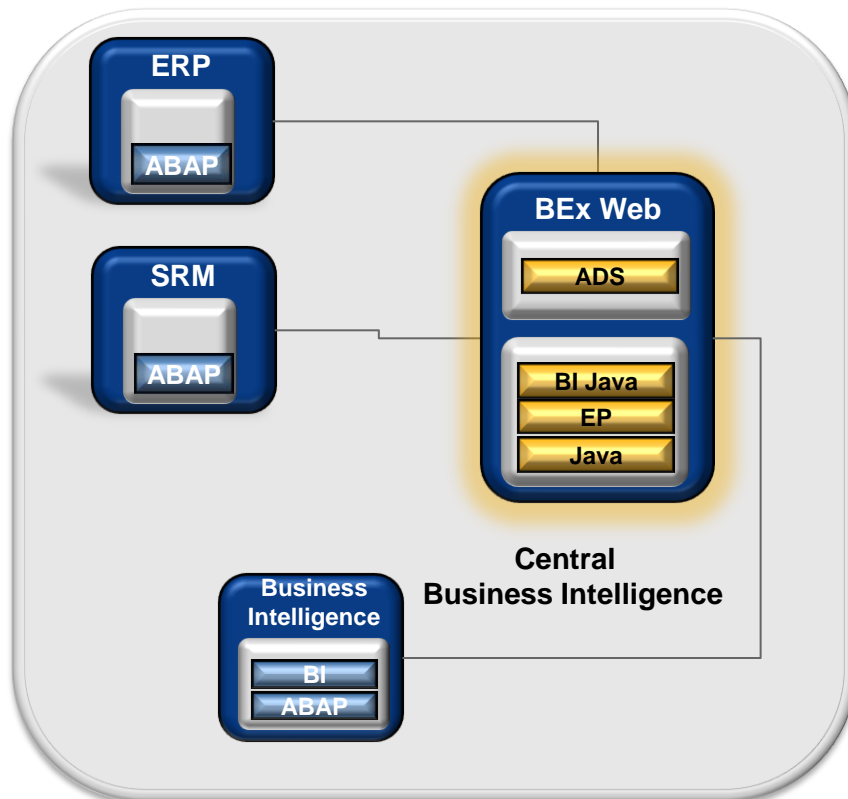 ERP
ABAP
SRM
ABAP
BEx Web
ADS
BI Java
EP
Java
Central
Business Intelligence
Business
Intelligence
BI
ABAP